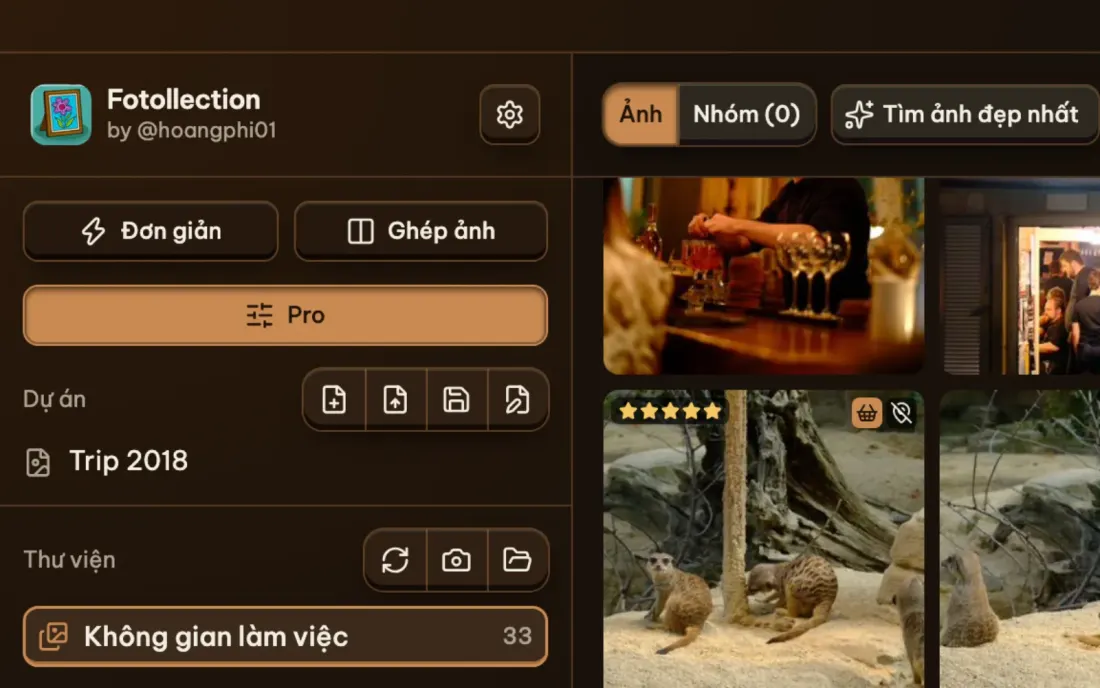 Fotollection
by @hoangphi01
Ảnh
Nhóm (0)
Tìm ảnh đẹp nhất
Đơn giản
Ghép ảnh
Pro
Dự án
Trip 2018
Thư viện
Không gian làm việc
33